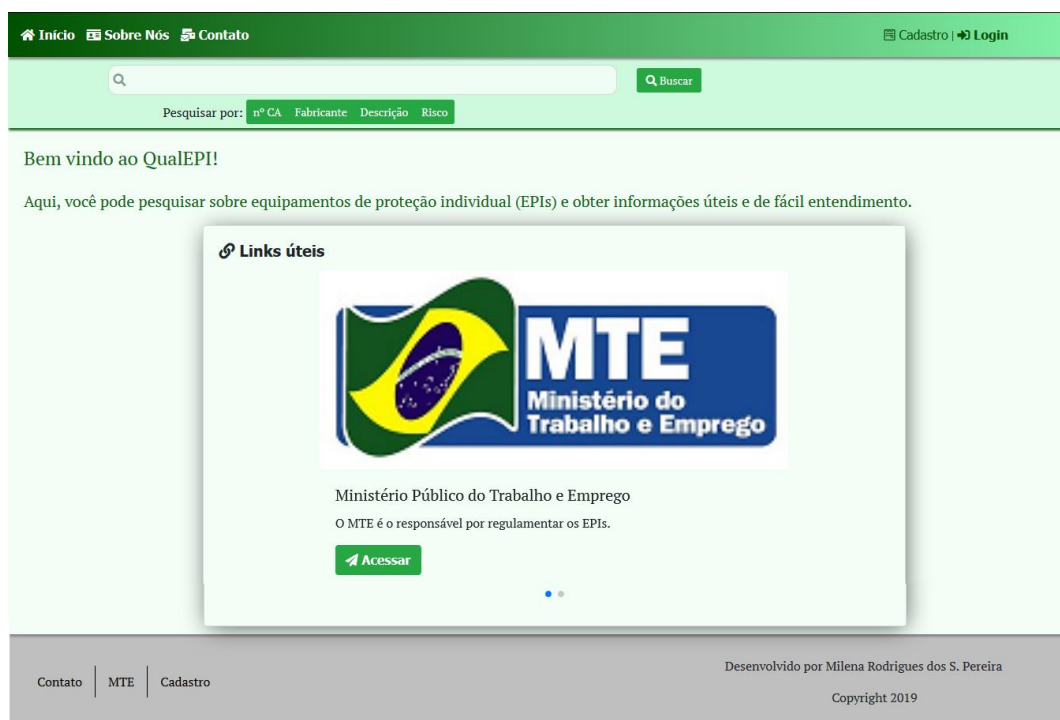 Início Sobre Nós Contato Cadastro | Login
Buscar
Pesquisar por: nº CA Fabricante Descrição Risco
Bem vindo ao QualEPI!
Aqui, você pode pesquisar sobre equipamentos de proteção individual (EPIs) e obter informações úteis e de fácil entendimento.
Links úteis
MTE
Ministério do
Trabalho e Emprego
Ministério Público do Trabalho e Emprego
O MTE é o responsável por regulamentar os EPIs.
Acessar
Contato MTE Cadastro
Desenvolvido por Milena Rodrigues dos S. Pereira
Copyright 2019